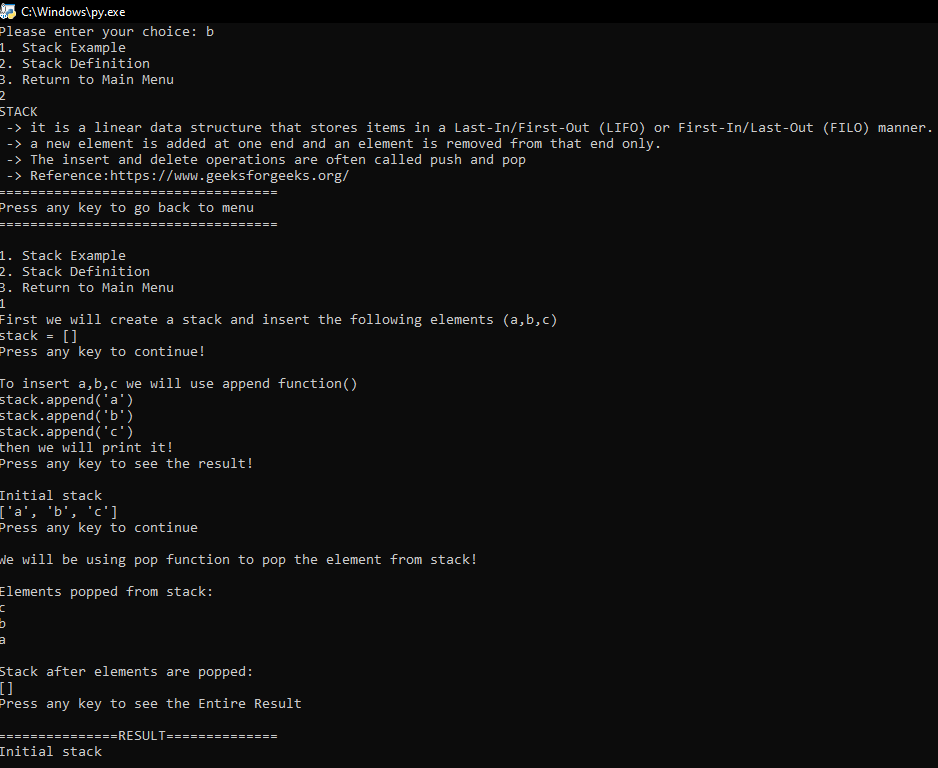 C:\Windows\py.exe
Please enter your choice: b
1. Stack Example
2. Stack Definition
3. Return to Main Menu
2
STACK
-> it is a linear data structure that stores items in a Last-In/First-Out (LIFO) or First-In/Last-Out (FILO) manner.
-> a new element is added at one end and an element is removed from that end only.
-> The insert and delete operations are often called push and pop
-> Reference:https://www.geeksforgeeks.org/
===================================
Press any key to go back to menu
===================================
1. Stack Example
2. Stack Definition
3. Return to Main Menu
1
First we will create a stack and insert the following elements (a,b,c)
stack = []
Press any key to continue!
To insert a,b,c we will use append function()
stack.append('a')
stack.append('b')
stack.append('c')
then we will print it!
Press any key to see the result!
Initial stack
['a', 'b', 'c']
Press any key to continue
We will be using pop function to pop the element from stack!
Elements popped from stack:
c
b
a
Stack after elements are popped:
[]
Press any key to see the Entire Result
===============RESULT==============
Initial stack